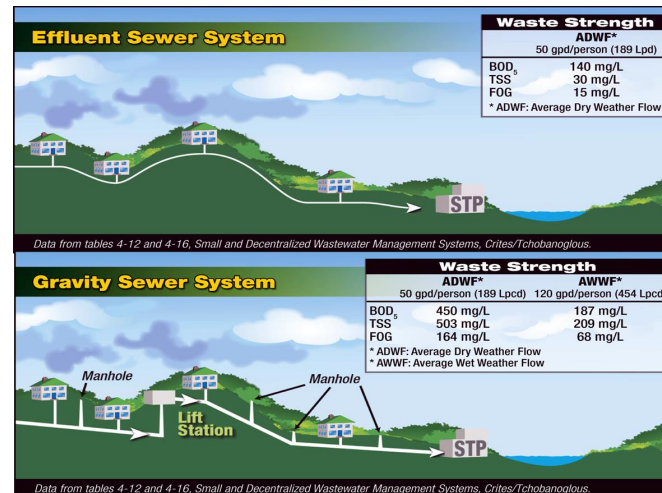 Effluent Sewer System
Waste Strength
ADWF*
50 gpd/person (189 Lpd)
BOD5 140 mg/L
TSS 30 mg/L
FOG 15 mg/L
* ADWF: Average Dry Weather Flow
STP
Data from tables 4-12 and 4-16, Small and Decentralized Wastewater Management Systems, Crites/Tchobanoglous.
Gravity Sewer System
Waste Strength
ADWF* AWWF*
50 gpd/person (189 Lpcd) 120 gpd/person (454 Lpcd)
BOD5 450 mg/L 187 mg/L
TSS 503 mg/L 209 mg/L
FOG 164 mg/L 68 mg/L
* ADWF: Average Dry Weather Flow
* AWWF: Average Wet Weather Flow
Manhole
Manhole
Lift
Station
STP
Data from tables 4-12 and 4-16, Small and Decentralized Wastewater Management Systems, Crites/Tchobanoglous.